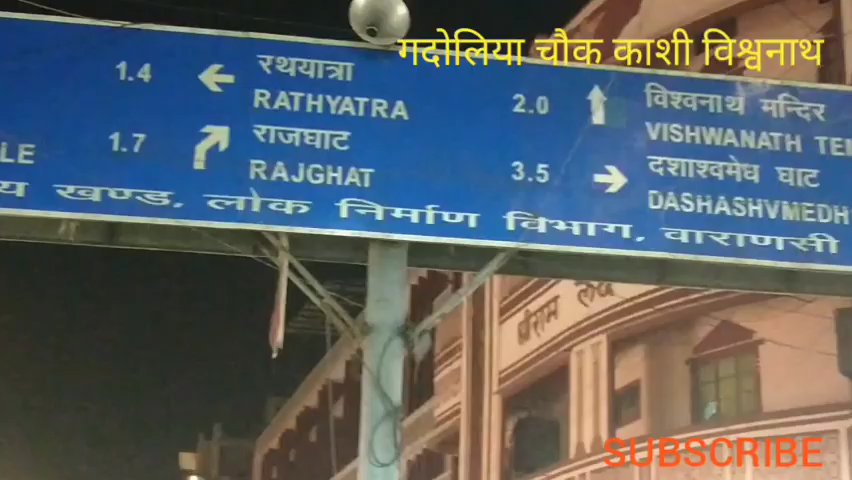 गदोलिया चौक काशी विश्वनाथ
1.4 ← रथयात्रा
RATHYATRA
1.7 राजघाट
RAJGHAT
LE
2.0 ↑ विश्वनाथ मन्दिर
VISHWANATH TE
3.5 → दशाश्वमेध घाट
DASHASHVMEDH
य खण्ड, लोक निर्माण विभाग, वाराणसी
श्रीराम
SUBSCRIBE